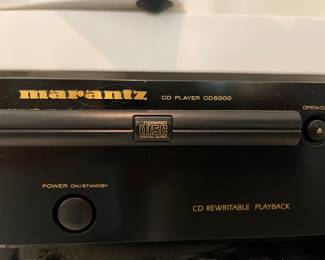 marantz CD PLAYER CD5000
OPEN/C
COMPACT
disc
DIGITAL AUDIO
POWER ON/STANDBY
CD REWRITABLE PLAYBACK